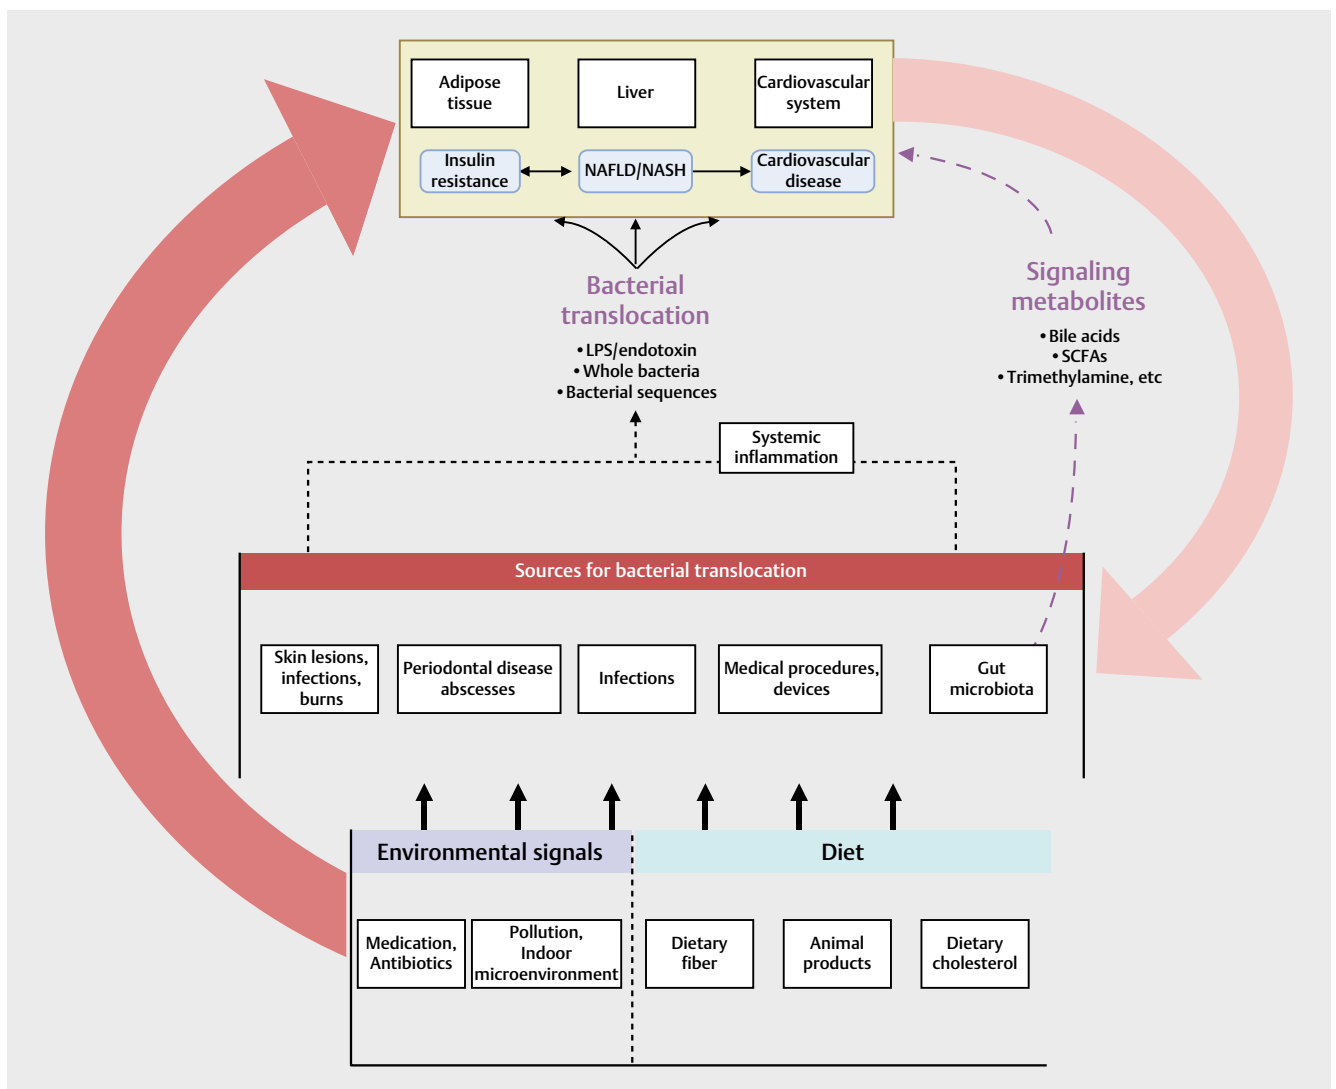 Adipose
tissue
Liver
Cardiovascular
system
Insulin
resistance
NAFLD/NASH
Cardiovascular
disease
Bacterial
translocation
• LPS/endotoxin
• Whole bacteria
• Bacterial sequences
Signaling
metabolites
• Bile acids
• SCFAs
• Trimethylamine, etc
Systemic
inflammation
Sources for bacterial translocation
Skin lesions,
infections,
burns
Periodontal disease
abscesses
Infections
Medical procedures,
devices
Gut
microbiota
Environmental signals
Diet
Medication,
Antibiotics
Pollution,
Indoor
microenvironment
Dietary
fiber
Animal
products
Dietary
cholesterol